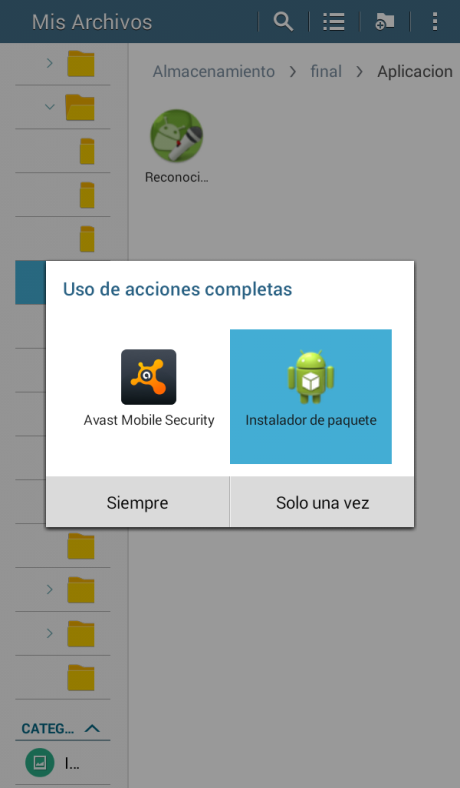 Mis Archivos
Almacenamiento > final > Aplicacion
Reconoci...
Uso de acciones completas
Avast Mobile Security
Instalador de paquete
Siempre
Solo una vez
CATEG...
I...